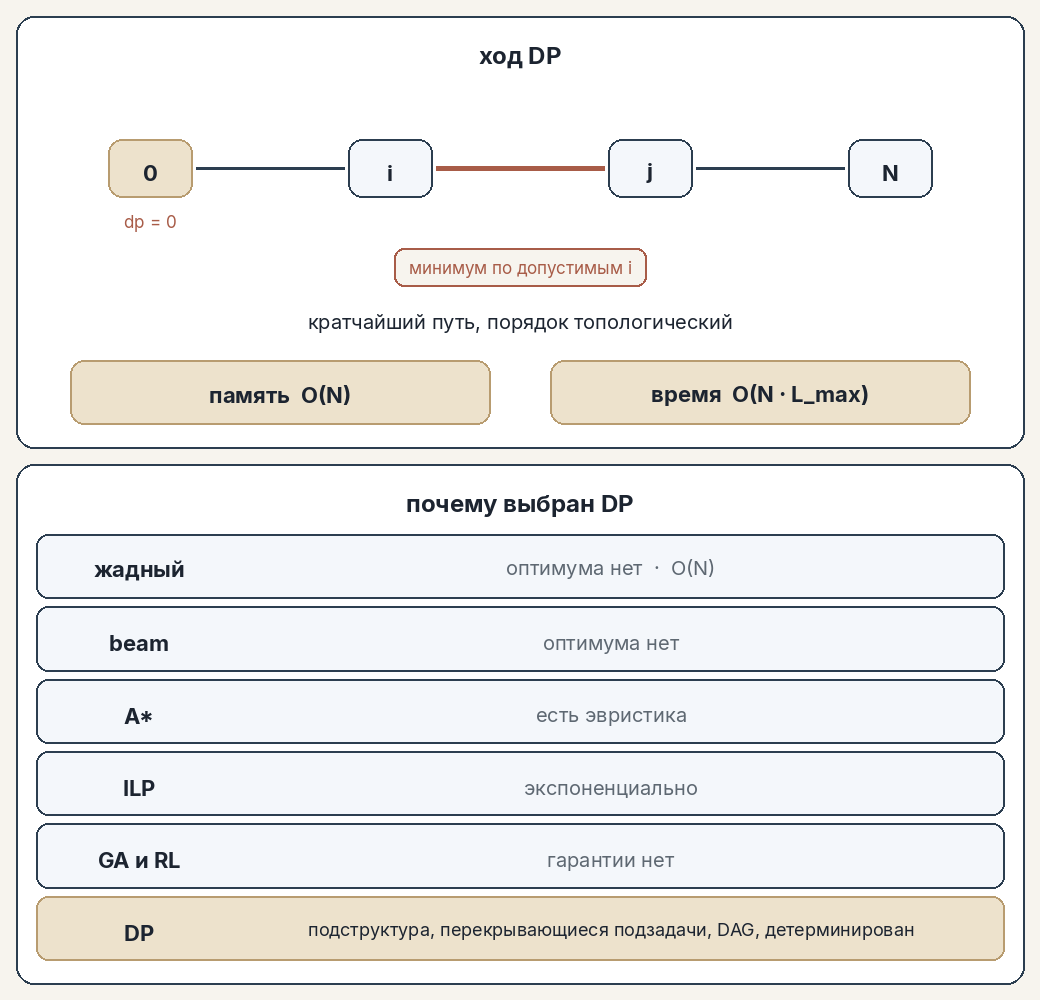 ход DP
0
i
j
N
dp = 0
минимум по допустимым i
кратчайший путь, порядок топологический
память O(N)
время O(N · L_max)
почему выбран DP
жадный
оптимума нет · O(N)
beam
оптимума нет
A*
есть эвристика
ILP
экспоненциально
GA и RL
гарантии нет
DP
подструктура, перекрывающиеся подзадачи, DAG, детерминирован